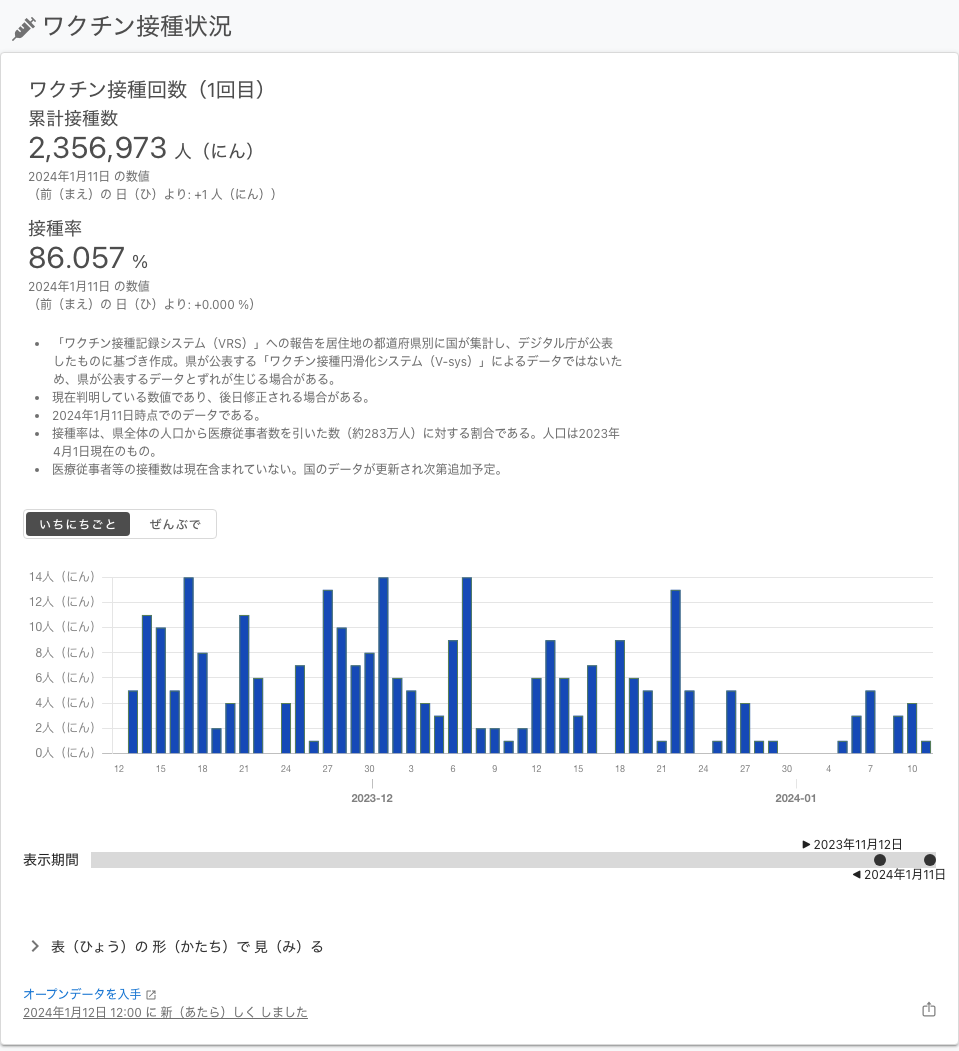 ワクチン接種状況
ワクチン接種回数（1回目）
累計接種数
2,356,973 人（にん）
2024年1月11日 の数値
（前（まえ）の 日（ひ）より: +1 人（にん））
接種率
86.057 %
2024年1月11日 の数値
（前（まえ）の 日（ひ）より: +0.000 %）
• 「ワクチン接種記録システム（VRS）」への報告を居住地の都道府県別に国が集計し、デジタル庁が公表
したものに基づき作成。県が公表する「ワクチン接種円滑化システム（V-sys）」によるデータではないた
め、県が公表するデータとずれが生じる場合がある。
• 現在判明している数値であり、後日修正される場合がある。
• 2024年1月11日時点でのデータである。
• 接種率は、県全体の人口から医療従事者数を引いた数（約283万人）に対する割合である。人口は2023年
4月1日現在のもの。
• 医療従事者等の接種数は現在含まれていない。国のデータが更新され次第追加予定。
いちにちごと ぜんぶで
14人（にん）
12人（にん）
10人（にん）
8人（にん）
6人（にん）
4人（にん）
2人（にん）
0人（にん）
12 15 18 21 24 27 30 3 6 9 12 15 18 21 24 27 30 4 7 10
2023-12 2024-01
▶ 2023年11月12日
表示期間
◀ 2024年1月11日
表（ひょう）の 形（かたち）で 見（み）る
オープンデータを入手
2024年1月12日 12:00 に 新（あたら）しく しました